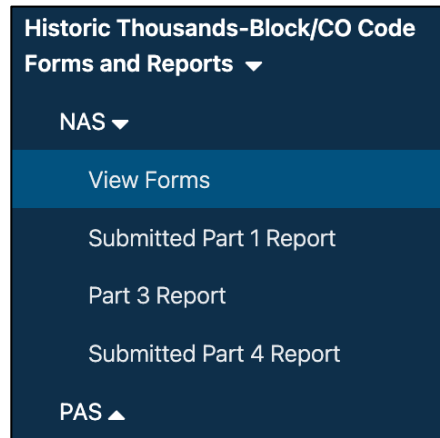 Historic Thousands-Block/CO Code
Forms and Reports
NAS
View Forms
Submitted Part 1 Report
Part 3 Report
Submitted Part 4 Report
PAS